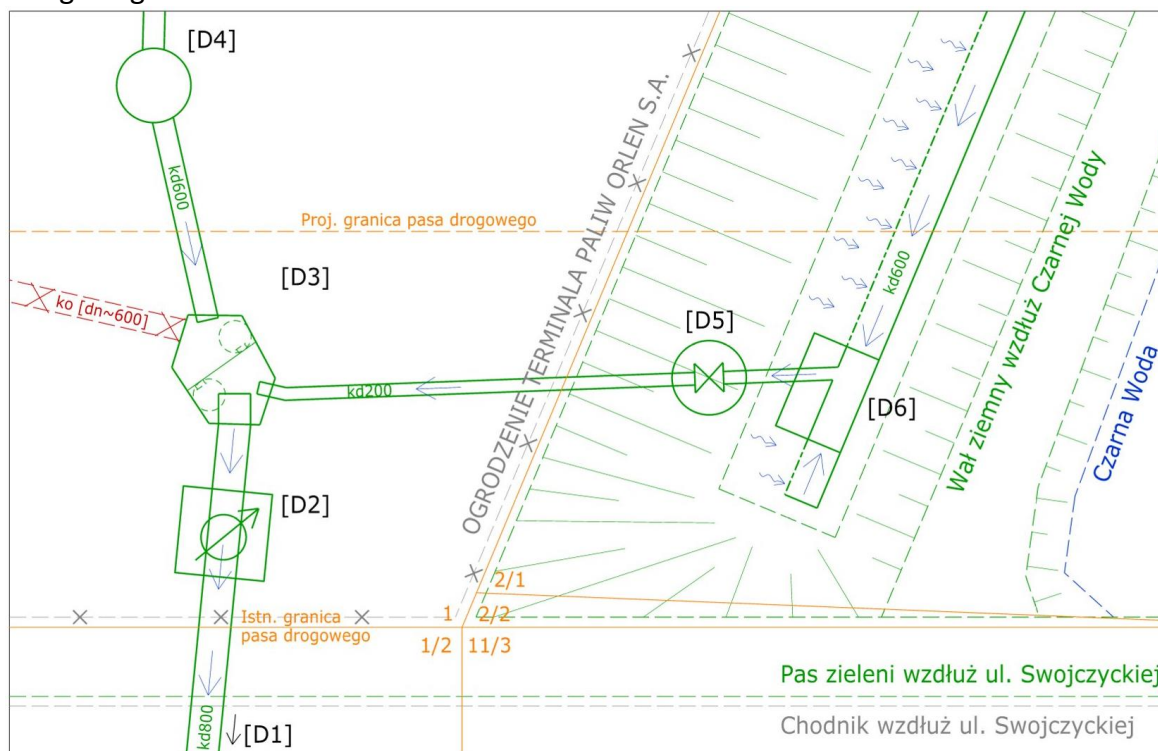 [D4]
kd600
OGRODZENIE TERMINALA PALIW ORLEN S.A.
Proj. granica pasa drogowego
[D3]
ko [dn~600]
kd600
Wał ziemny wzdłuż Czarnej Wody
Czarna Woda
[D5]
kd200
[D6]
[D2]
2/1
Istn. granica
pasa drogowego
1
2/2
1/2
11/3
Pas zieleni wzdłuż ul. Swojczyckiej
Chodnik wzdłuż ul. Swojczyckiej
kd800
[D1]